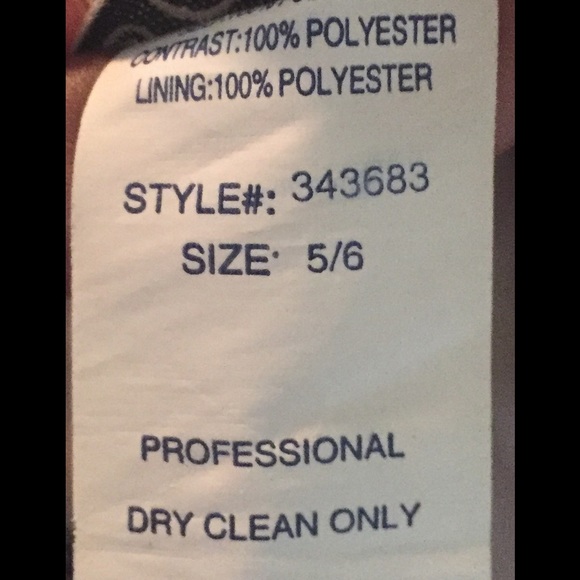 CONTRAST:100% POLYESTER
LINING:100% POLYESTER
STYLE#: 343683
SIZE: 5/6
PROFESSIONAL
DRY CLEAN ONLY